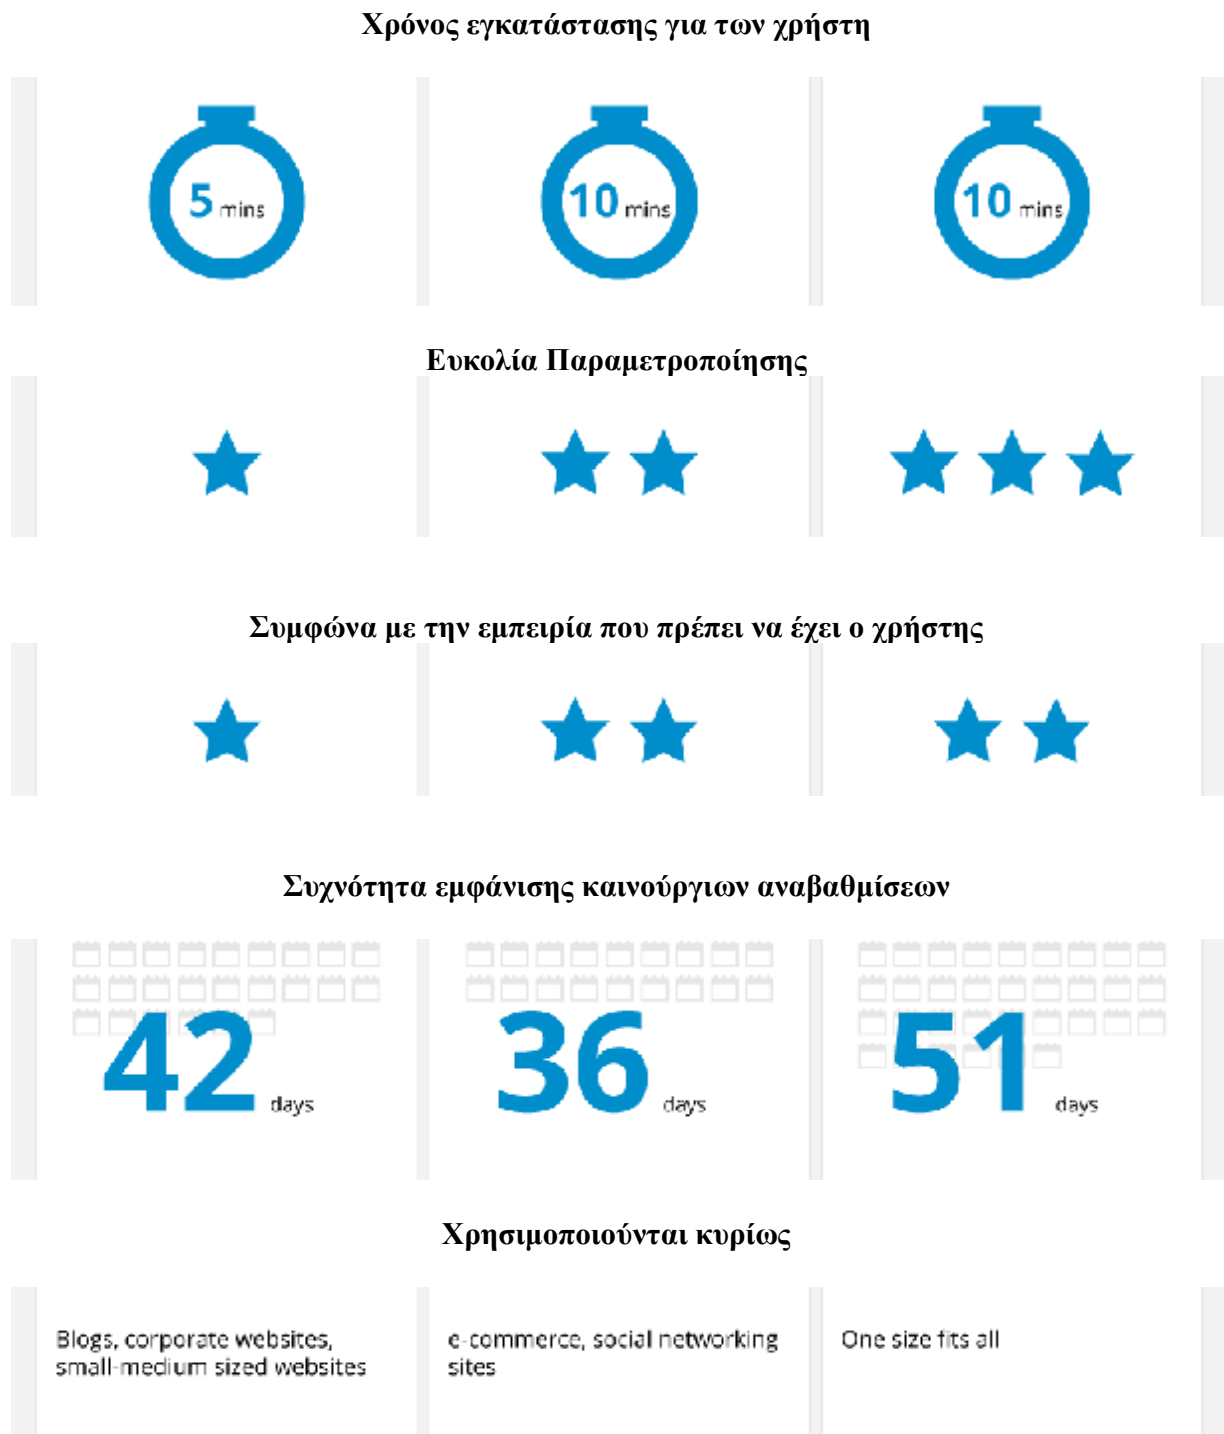 Χρόνος εγκατάστασης για των χρήστη
5 mins 10 mins 10 mins
Ευκολία Παραμετροποίησης
Συμφώνα με την εμπειρία που πρέπει να έχει ο χρήστης
Συχνότητα εμφάνισης καινούργιων αναβαθμίσεων
42 days 36 days 51 days
Χρησιμοποιούνται κυρίως
Blogs, corporate websites,
small-medium sized websites
e-commerce, social networking
sites
One size fits all